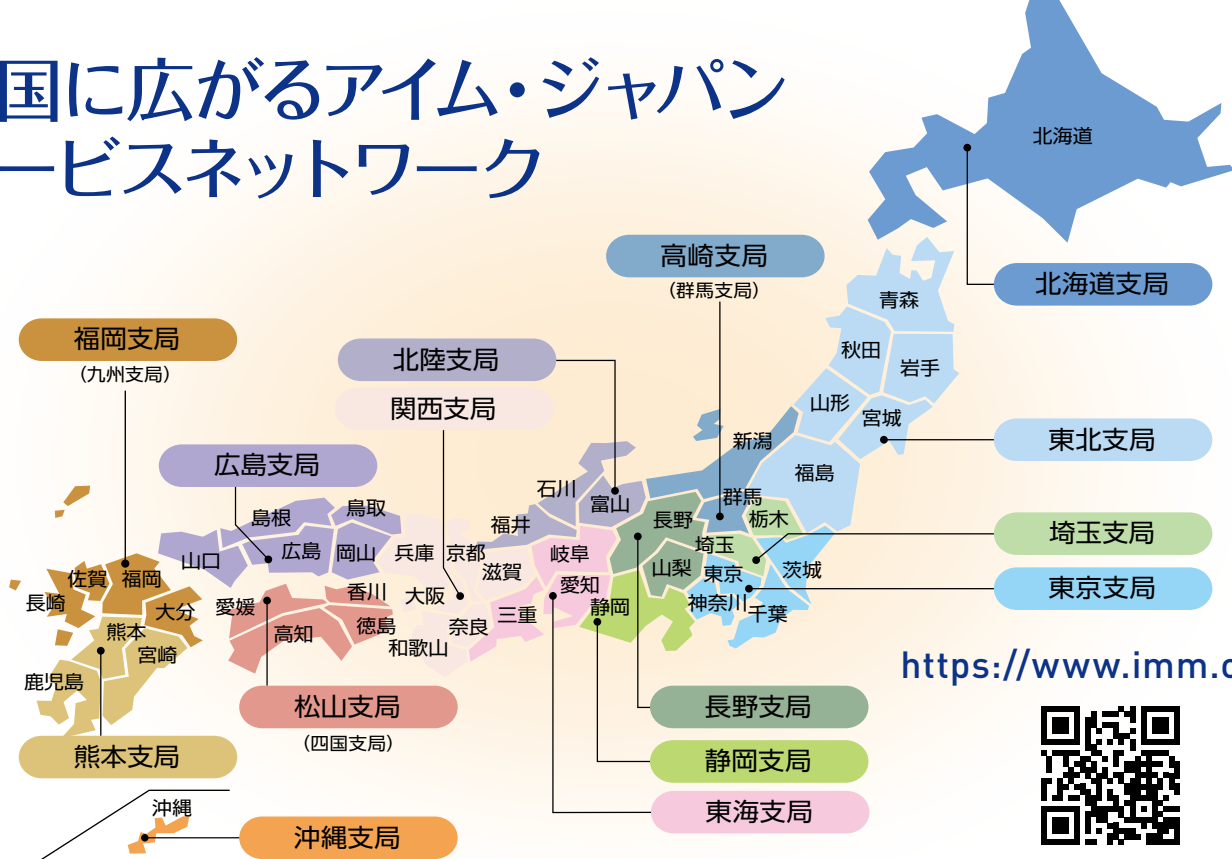 国に広がるアイム・ジャパン
ービスネットワーク
北海道
高崎支局
(群馬支局)
北海道支局
青森
福岡支局
(九州支局)
北陸支局
秋田
岩手
関西支局
山形
宮城
新潟
東北支局
広島支局
福島
石川
富山
群馬
栃木
鳥取
島根
福井
長野
埼玉支局
山口
広島
岡山
兵庫
京都
岐阜
埼玉
滋賀
山梨
東京
茨城
東京支局
佐賀
福岡
愛知
香川
大阪
長崎
大分
愛媛
静岡
神奈川
千葉
三重
徳島
奈良
高知
熊本
和歌山
宮崎
https://www.imm.
鹿児島
松山支局
(四国支局)
長野支局
熊本支局
静岡支局
沖縄
東海支局
沖縄支局